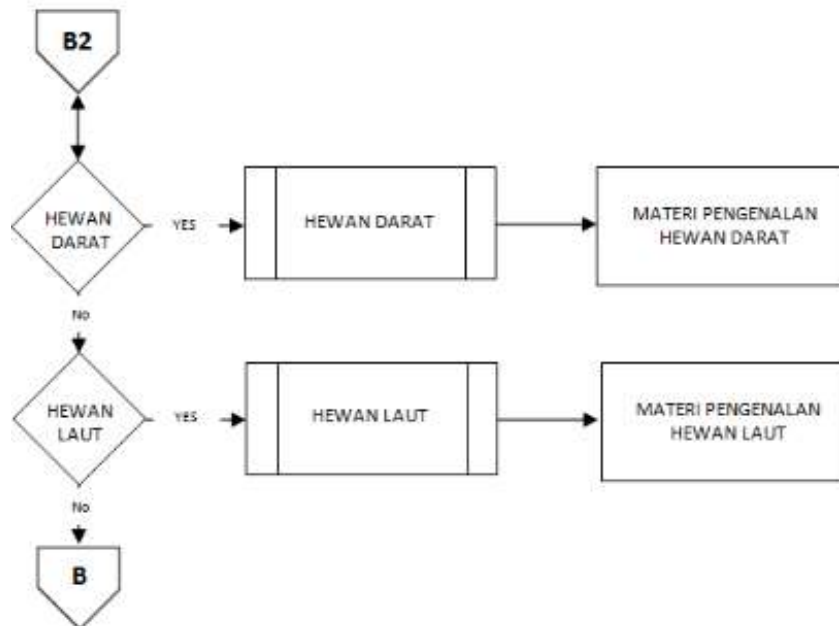 B2
HEWAN
DARAT
YES
HEWAN DARAT
MATERI PENGENALAN
HEWAN DARAT
No
HEWAN
LAUT
YES
HEWAN LAUT
MATERI PENGENALAN
HEWAN LAUT
No
B